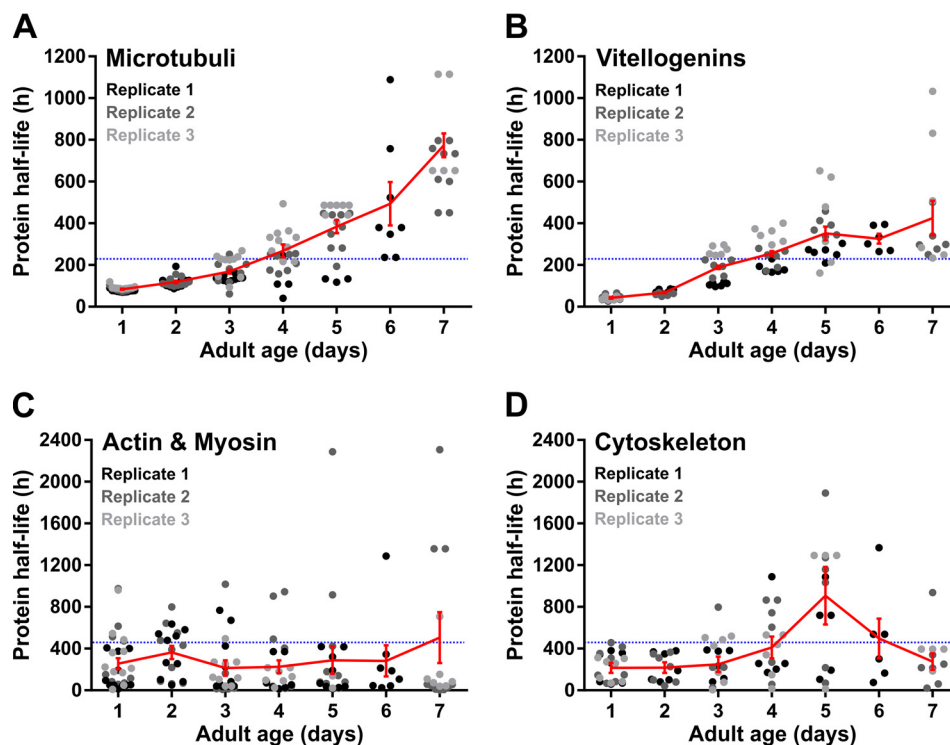 A
Microtubuli
Replicate 1
Replicate 2
Replicate 3
Protein half-life (h)
1200
1000
800
600
400
200
0
1 2 3 4 5 6 7
Adult age (days)
B
Vitellogenins
Replicate 1
Replicate 2
Replicate 3
Protein half-life (h)
1200
1000
800
600
400
200
0
1 2 3 4 5 6 7
Adult age (days)
C
Actin & Myosin
Replicate 1
Replicate 2
Replicate 3
Protein half-life (h)
2400
2000
1600
1200
800
400
0
1 2 3 4 5 6 7
Adult age (days)
D
Cytoskeleton
Replicate 1
Replicate 2
Replicate 3
Protein half-life (h)
2400
2000
1600
1200
800
400
0
1 2 3 4 5 6 7
Adult age (days)